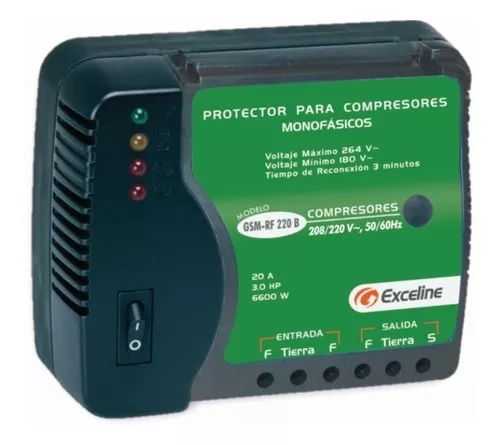 PROTECTOR PARA COMPRESORES
MONOFÁSICOS
Voltaje Máximo 264 V~
Voltaje Mínimo 180 V~
Tiempo de Reconexión 3 minutos
MODELO
GSM-RF 220 B
COMPRESORES
208/220 V~, 50/60Hz
20 A
3.0 HP
6600 W
Exceline
ENTRADA
SALIDA
F Tierra F
F Tierra S
I
O